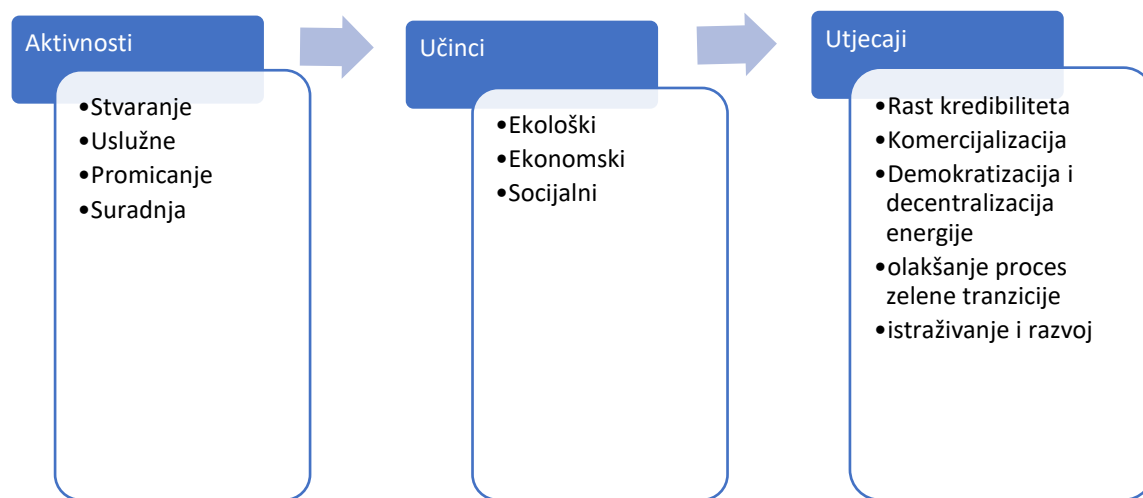 Aktivnosti
•Stvaranje
•Uslužne
•Promicanje
•Suradnja
Učinci
•Ekološki
•Ekonomski
•Socijalni
Utjecaji
•Rast kredibiliteta
•Komercijalizacija
•Demokratizacija i
decentralizacija
energije
•olakšanje proces
zelene tranzicije
•istraživanje i razvoj